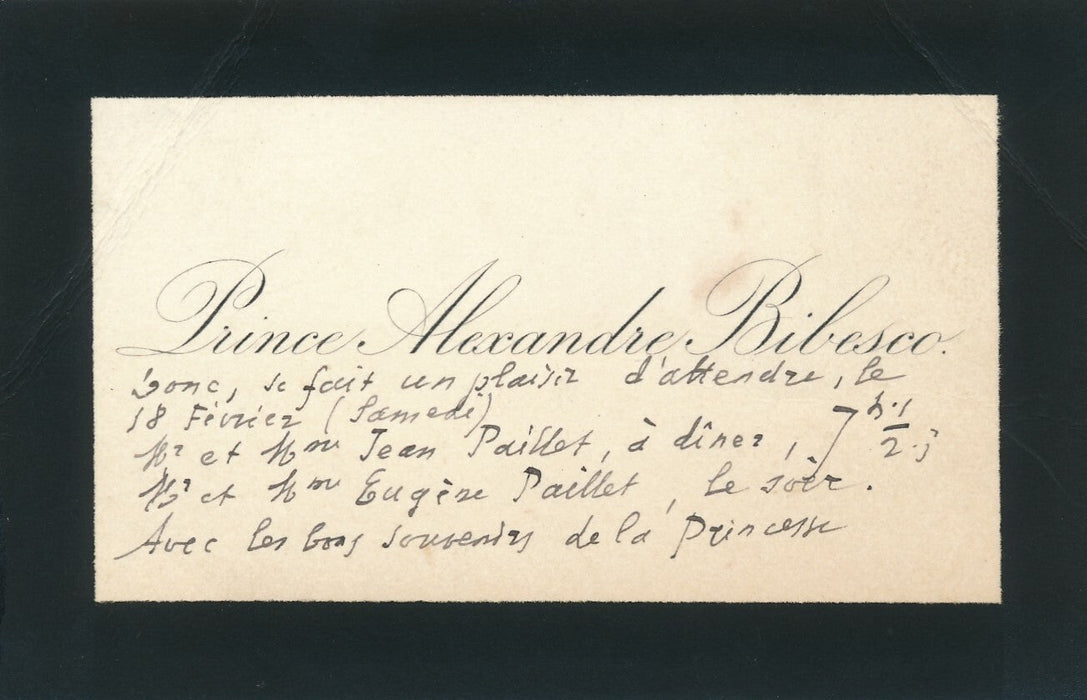 Prince Alexandre Bibesco.
Donc, se fait un plaisir d'attendre, le
18 Février (Samedi)
Mr et Mme Jean Paillet, à dîner, 7 h. 1/2 ;
Mr et Mme Eugène Paillet, le soir.
Avec les bons souvenirs de la Princesse